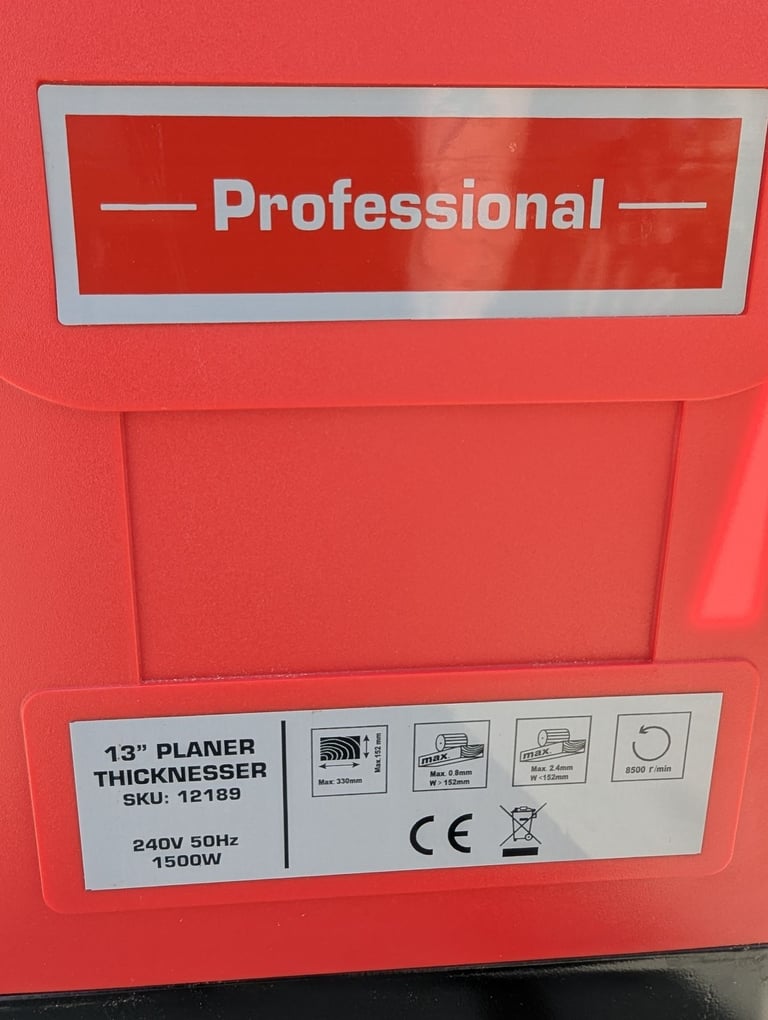 Professional
13” PLANER
THICKNESSER
SKU: 12189
240V 50Hz
1500W
Max: 330mm
Max:152 mm
max.
Max. 0.8mm
W > 152mm
max.
Max. 2.4mm
W <152mm
8500 r/min
CE